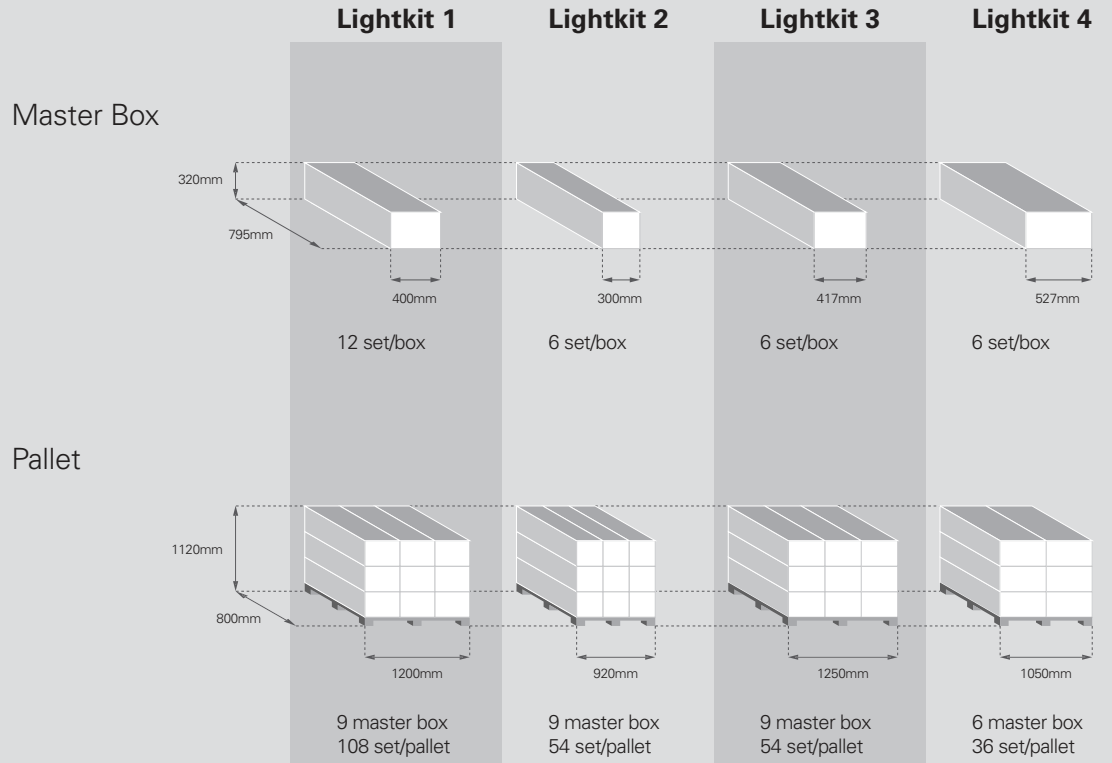 Lightkit 1
Lightkit 2
Lightkit 3
Lightkit 4
Master Box
320mm
795mm
400mm
300mm
417mm
527mm
12 set/box
6 set/box
6 set/box
6 set/box
Pallet
1120mm
800mm
1200mm
920mm
1250mm
1050mm
9 master box
108 set/pallet
9 master box
54 set/pallet
9 master box
54 set/pallet
6 master box
36 set/pallet